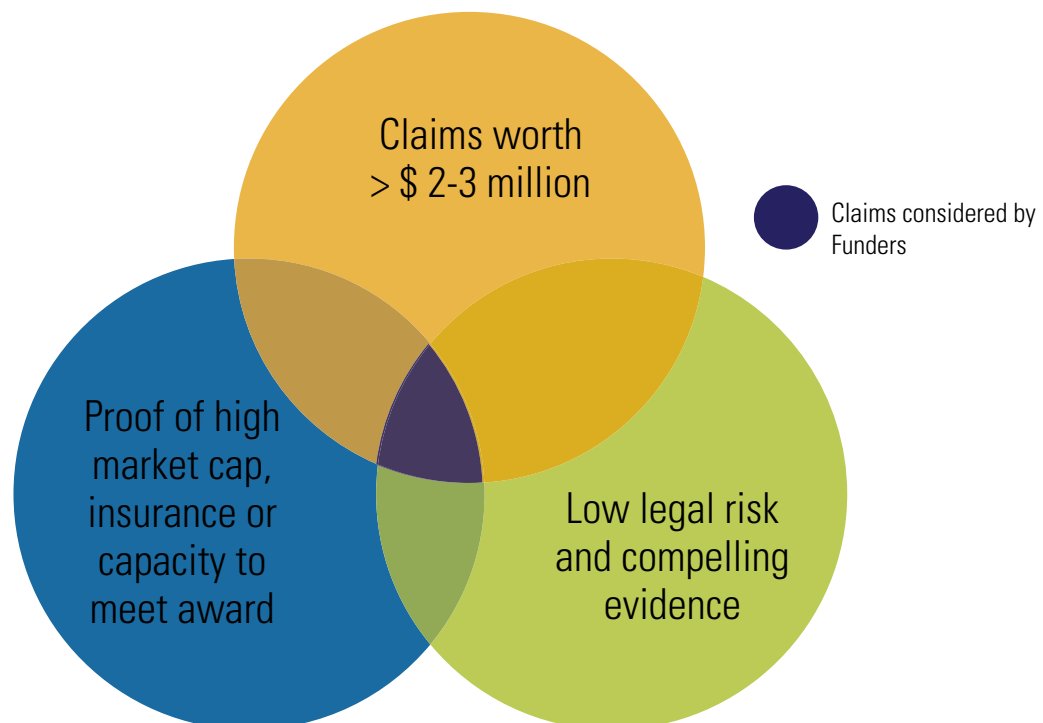 Claims worth
> $ 2-3 million
Claims considered by
Funders
Proof of high
market cap,
insurance or
capacity to
meet award
Low legal risk
and compelling
evidence